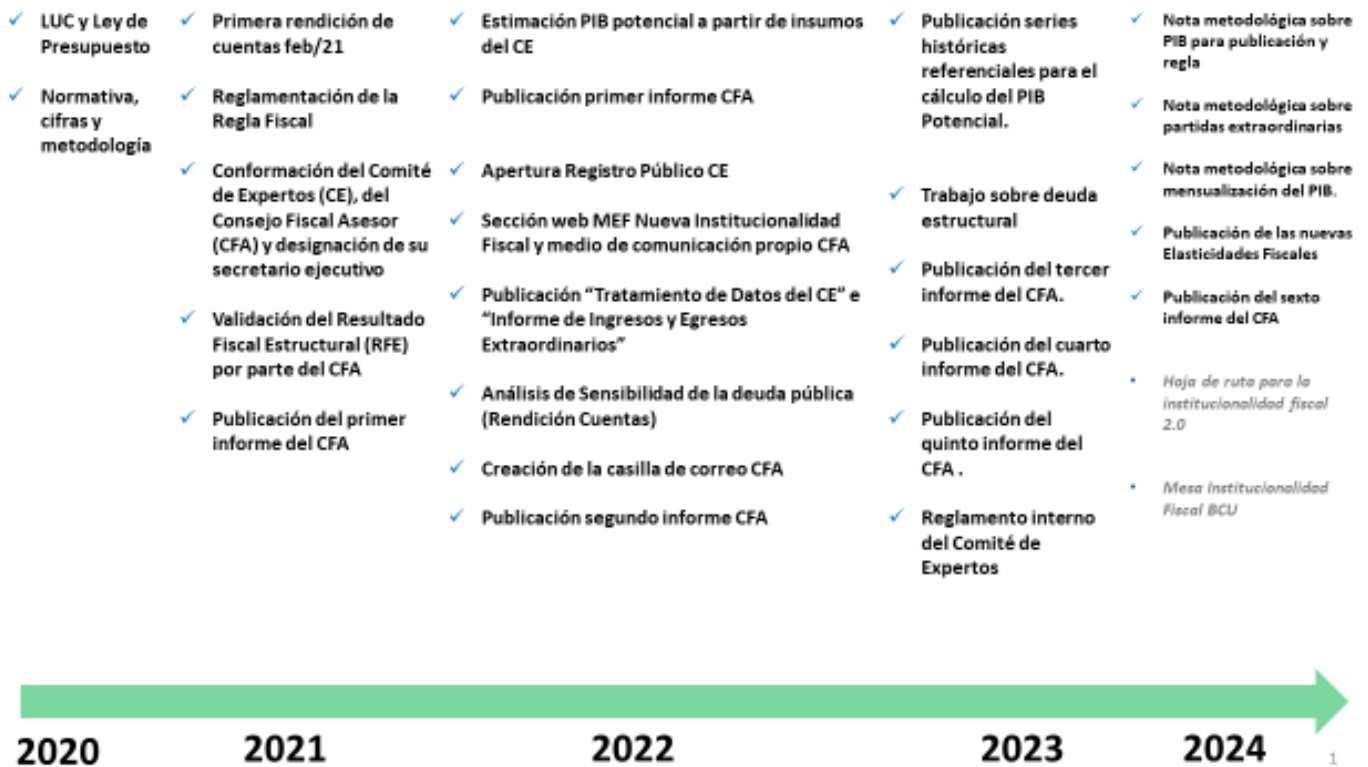 ✓ LUC y Ley de
Presupuesto
✓ Normativa,
cifras y
metodología
✓ Primera rendición de
cuentas feb/21
✓ Reglamentación de la
Regla Fiscal
✓ Conformación del Comité
de Expertos (CE), del
Consejo Fiscal Asesor
(CFA) y designación de su
secretario ejecutivo
✓ Validación del Resultado
Fiscal Estructural (RFE)
por parte del CFA
✓ Publicación del primer
informe del CFA
✓ Estimación PIB potencial a partir de insumos
del CE
✓ Publicación primer informe CFA
✓ Apertura Registro Público CE
✓ Sección web MEF Nueva Institucionalidad
Fiscal y medio de comunicación propio CFA
✓ Publicación “Tratamiento de Datos del CE” e
“Informe de Ingresos y Egresos
Extraordinarios”
✓ Análisis de Sensibilidad de la deuda pública
(Rendición Cuentas)
✓ Creación de la casilla de correo CFA
✓ Publicación segundo informe CFA
✓ Publicación series
históricas
referenciales para el
cálculo del PIB
Potencial.
✓ Trabajo sobre deuda
estructural
✓ Publicación del tercer
informe del CFA.
✓ Publicación del cuarto
informe del CFA.
✓ Publicación del
quinto informe del
CFA .
✓ Reglamento interno
del Comité de
Expertos
✓ Nota metodológica sobre
PIB para publicación y
regla
✓ Nota metodológica sobre
partidas extraordinarias
✓ Nota metodológica sobre
mensualización del PIB.
✓ Publicación de las nuevas
Elasticidades Fiscales
✓ Publicación del sexto
informe del CFA
• Hoja de ruta para la
institucionalidad fiscal
2.0
• Mesa Institucionalidad
Fiscal BCU
2020
2021
2022
2023
2024
1